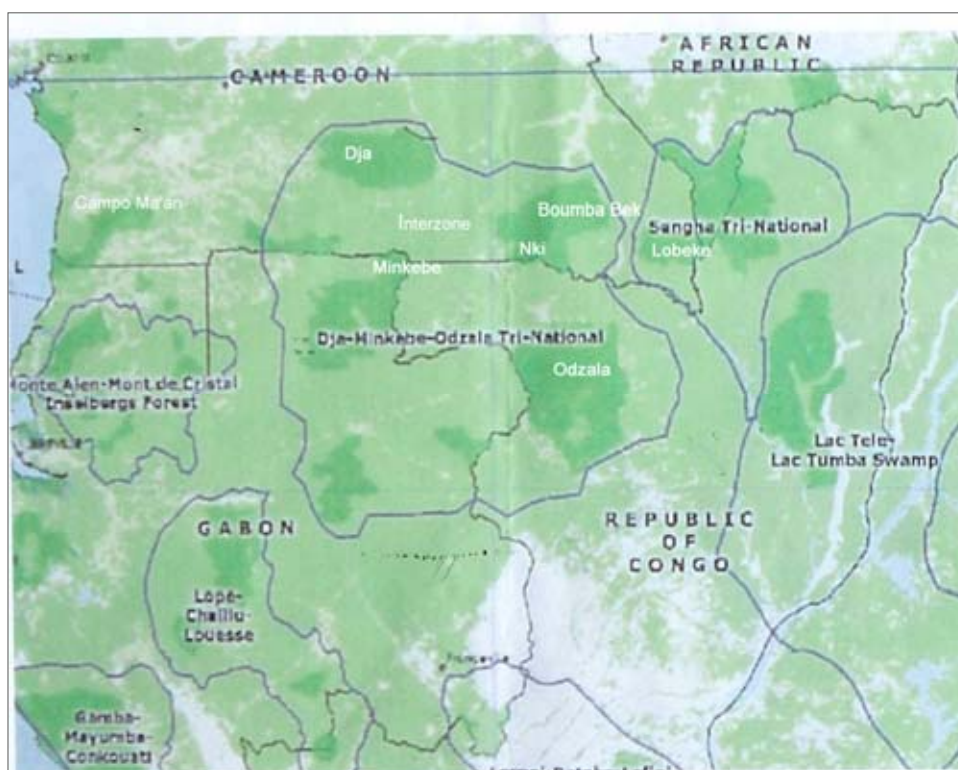 AFRICAN
REPUBLIC
CAMEROON
Dja
Campo Ma'an
Interzone
Boumba Bek
Sangha Tri-National
Nki
Lobeke
Minkebe
Dja-Minkebe-Odzala Tri-National
Odzala
Monte Alen-Mont de Cristal
Inselbergs Forest
Lac Tele-
Lac Tumba Swamp
GABON
REPUBLIC
OF
CONGO
Lope-
Chaillu-
Louesse
Gamba-
Mayumba-
Conkouati